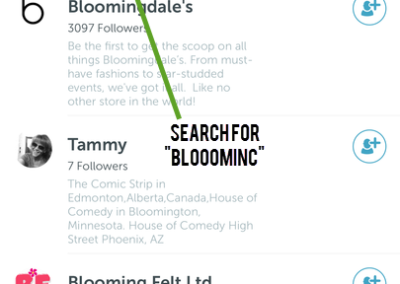 b
Bloomingdale's
3097 Followers
Be the first to get the scoop on all
things Bloomingdale's. From must-
have fashions to star-studded
events, we've got it all. Like no
other store in the world!
SEARCH FOR
"BLOOOMINC"
Tammy
7 Followers
The Comic Strip in
Edmonton,Alberta,Canada,House of
Comedy in Bloomington,
Minnesota. House of Comedy High
Street Phoenix, AZ
Blooming Felt Ltd